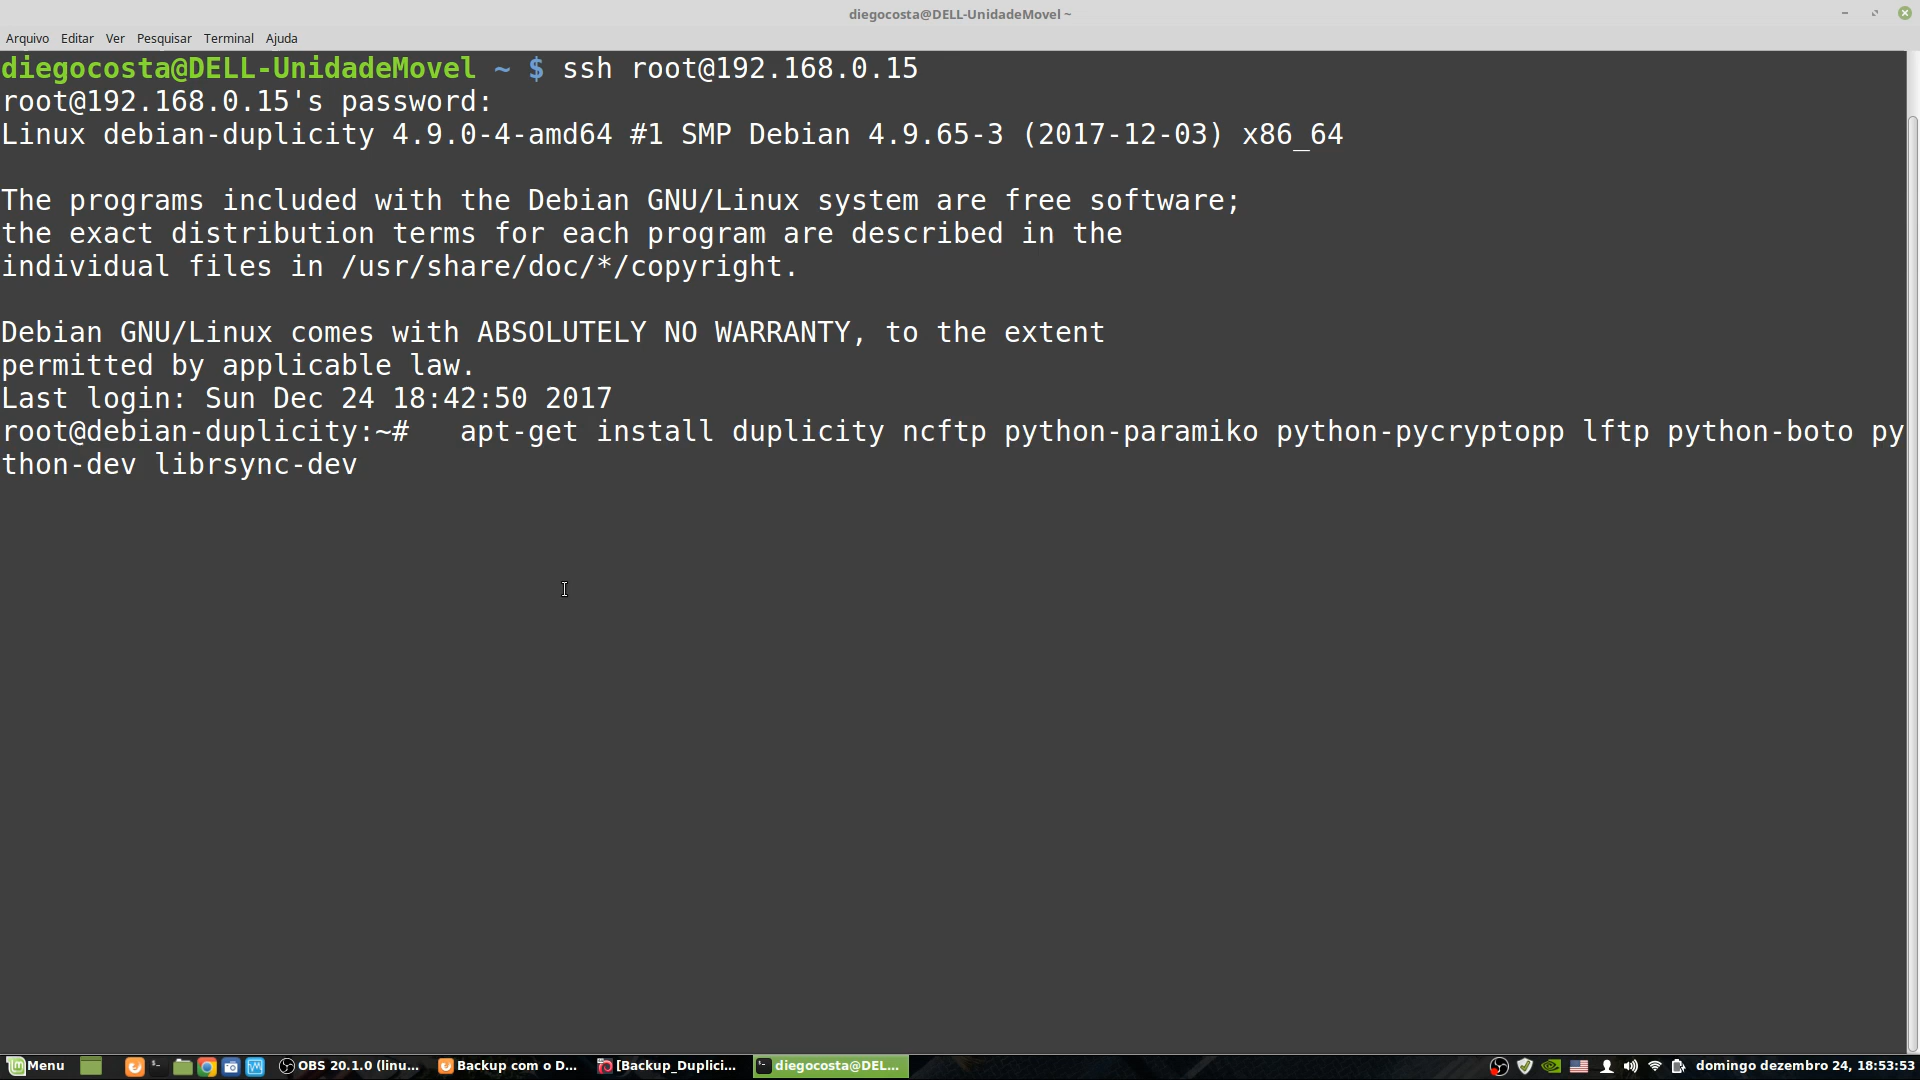 diegocosta@DELL-UnidadeMovel ~
Arquivo Editar Ver Pesquisar Terminal Ajuda
diegocosta@DELL-UnidadeMovel ~ $ ssh root@192.168.0.15
root@192.168.0.15's password:
Linux debian-duplicity 4.9.0-4-amd64 #1 SMP Debian 4.9.65-3 (2017-12-03) x86_64
The programs included with the Debian GNU/Linux system are free software;
the exact distribution terms for each program are described in the
individual files in /usr/share/doc/*/copyright.
Debian GNU/Linux comes with ABSOLUTELY NO WARRANTY, to the extent
permitted by applicable law.
Last login: Sun Dec 24 18:42:50 2017
root@debian-duplicity:~#   apt-get install duplicity ncftp python-paramiko python-pycryptopp lftp python-boto py
thon-dev librsync-dev
Menu OBS 20.1.0 (linu... Backup com o D... [Backup_Duplici... diegocosta@DEL... domingo dezembro 24, 18:53:53